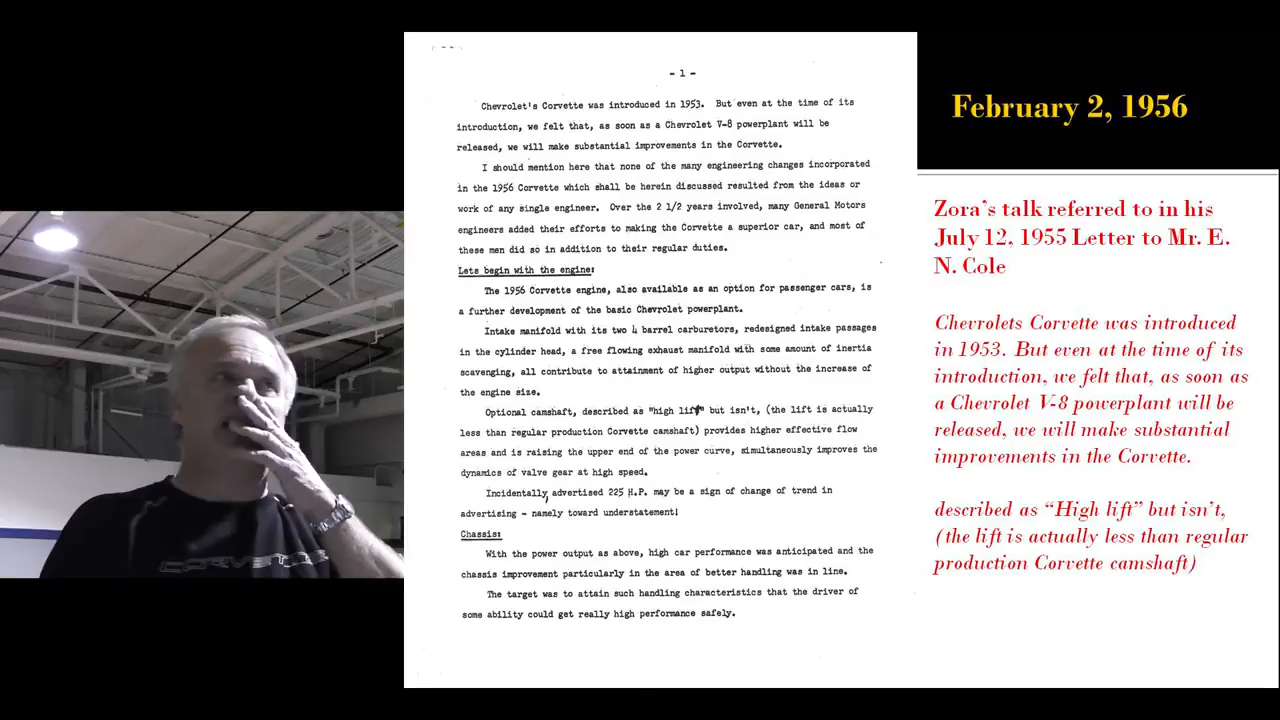 - 1 -
Chevrolet's Corvette was introduced in 1953. But even at the time of its
introduction, we felt that, as soon as a Chevrolet V-8 powerplant will be
released, we will make substantial improvements in the Corvette.
I should mention here that none of the many engineering changes incorporated
in the 1956 Corvette which shall be herein discussed resulted from the ideas or
work of any single engineer. Over the 2 1/2 years involved, many General Motors
engineers added their efforts to making the Corvette a superior car, and most of
these men did so in addition to their regular duties.
Lets begin with the engine:
The 1956 Corvette engine, also available as an option for passenger cars, is
a further development of the basic Chevrolet powerplant.
Intake manifold with its two 4 barrel carburetors, redesigned intake passages
in the cylinder head, a free flowing exhaust manifold with some amount of inertia
scavenging, all contribute to attainment of higher output without the increase of
the engine size.
Optional camshaft, described as "high lift" but isn't, (the lift is actually
less than regular production Corvette camshaft) provides higher effective flow
areas and is raising the upper end of the power curve, simultaneously improves the
dynamics of valve gear at high speed.
Incidentally, advertised 225 H.P. may be a sign of change of trend in
advertising - namely toward understatement!
Chassis:
With the power output as above, high car performance was anticipated and the
chassis improvement particularly in the area of better handling was in line.
The target was to attain such handling characteristics that the driver of
some ability could get really high performance safely.
February 2, 1956
Zora's talk referred to in his
July 12, 1955 Letter to Mr. E.
N. Cole
Chevrolets Corvette was introduced
in 1953. But even at the time of its
introduction, we felt that, as soon as
a Chevrolet V-8 powerplant will be
released, we will make substantial
improvements in the Corvette.
described as “High lift” but isn't,
(the lift is actually less than regular
production Corvette camshaft)
CORVETTE